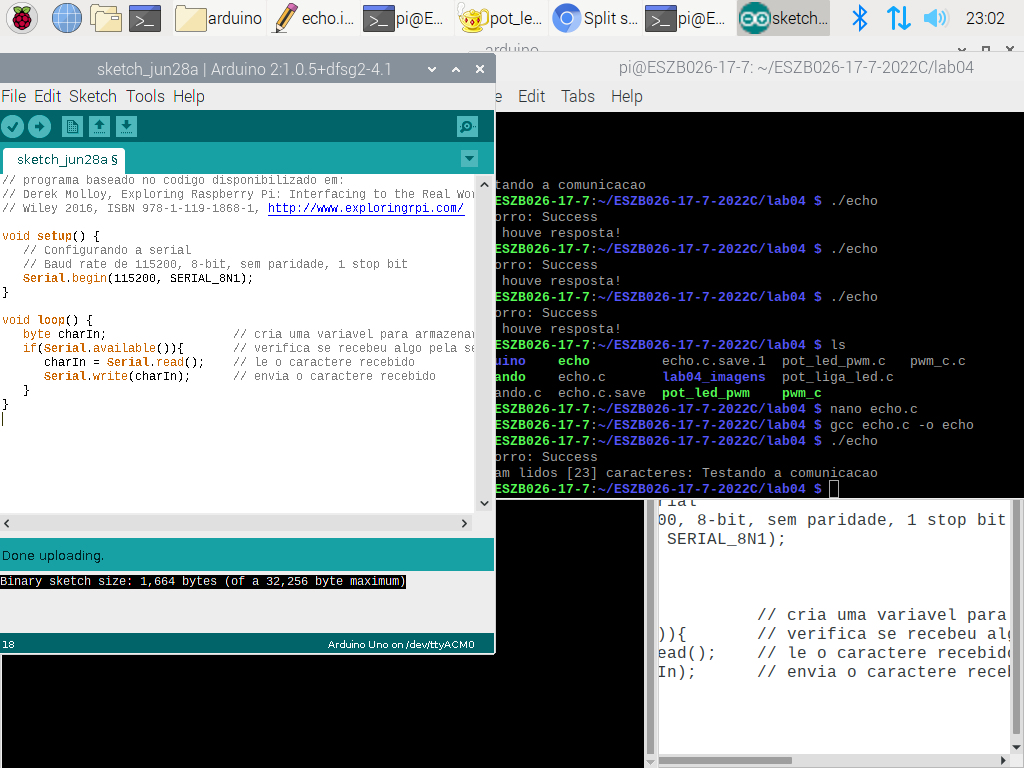 arduino
echo.i...
pi@E...
pot_le...
Split s...
pi@E...
sketch...
23:02
arduino
sketch_jun28a | Arduino 2:1.0.5+dfsg2-4.1
File Edit Sketch Tools Help
sketch_jun28a §
// programa baseado no codigo disponibilizado em:
// Derek Molloy, Exploring Raspberry Pi: Interfacing to the Real Wor
// Wiley 2016, ISBN 978-1-119-1868-1, http://www.exploringrpi.com/
void setup() {
// Configurando a serial
// Baud rate de 115200, 8-bit, sem paridade, 1 stop bit
Serial.begin(115200, SERIAL_8N1);
}
void loop() {
byte charIn; // cria uma variavel para armazenar
if(Serial.available()){ // verifica se recebeu algo pela se
charIn = Serial.read(); // le o caractere recebido
Serial.write(charIn); // envia o caractere recebido
}
}
Done uploading.
Binary sketch size: 1,664 bytes (of a 32,256 byte maximum)
18
Arduino Uno on /dev/ttyACM0
pi@ESZB026-17-7: ~/ESZB026-17-7-2022C/lab04
e Edit Tabs Help
tando a comunicacao
ESZB026-17-7:~/ESZB026-17-7-2022C/lab04 $ ./echo
orro: Success
houve resposta!
ESZB026-17-7:~/ESZB026-17-7-2022C/lab04 $ ./echo
orro: Success
houve resposta!
ESZB026-17-7:~/ESZB026-17-7-2022C/lab04 $ ./echo
orro: Success
houve resposta!
ESZB026-17-7:~/ESZB026-17-7-2022C/lab04 $ ls
uino echo echo.c.save.1 pot_led_pwm.c pwm_c.c
ando echo.c lab04_imagens pot_liga_led.c
ando.c echo.c.save pot_led_pwm pwm_c
ESZB026-17-7:~/ESZB026-17-7-2022C/lab04 $ nano echo.c
ESZB026-17-7:~/ESZB026-17-7-2022C/lab04 $ gcc echo.c -o echo
ESZB026-17-7:~/ESZB026-17-7-2022C/lab04 $ ./echo
orro: Success
am lidos [23] caracteres: Testando a comunicacao
ESZB026-17-7:~/ESZB026-17-7-2022C/lab04 $
rial
00, 8-bit, sem paridade, 1 stop bit
SERIAL_8N1);
// cria uma variavel para
)){ // verifica se recebeu alg
ead(); // le o caractere recebido
In); // envia o caractere rece